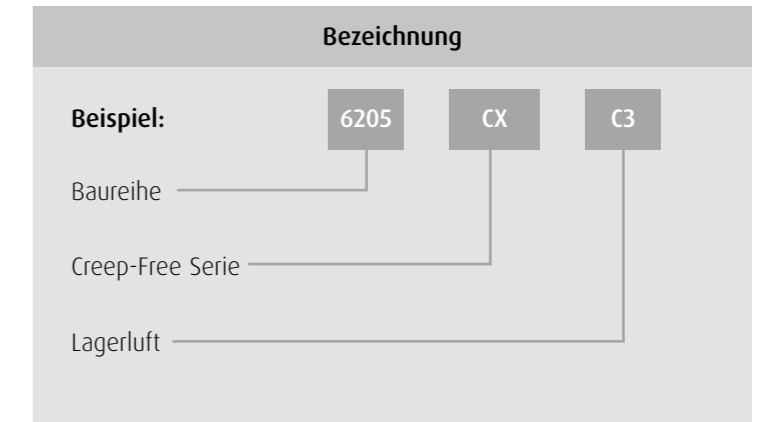 Bezeichnung
Beispiel: 6205 CX C3
Baureihe
Creep-Free Serie
Lagerluft